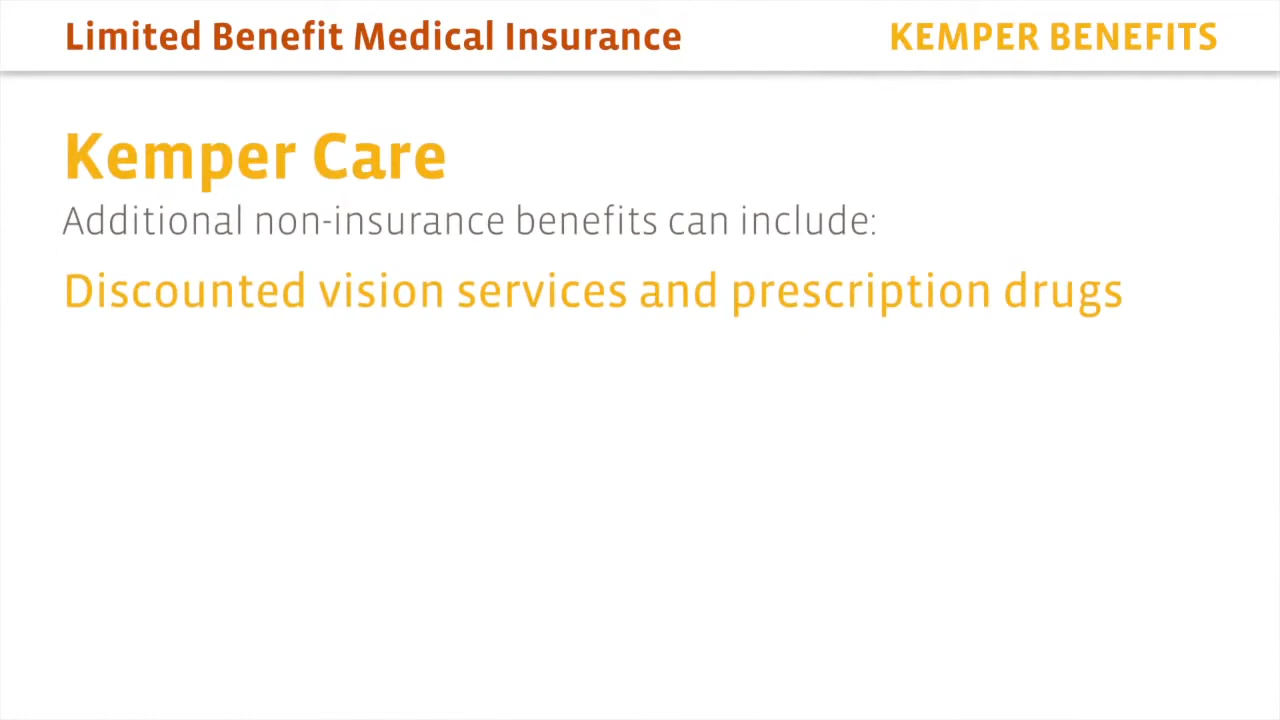 Limited Benefit Medical Insurance
KEMPER BENEFITS
Kemper Care
Additional non-insurance benefits can include:
Discounted vision services and prescription drugs